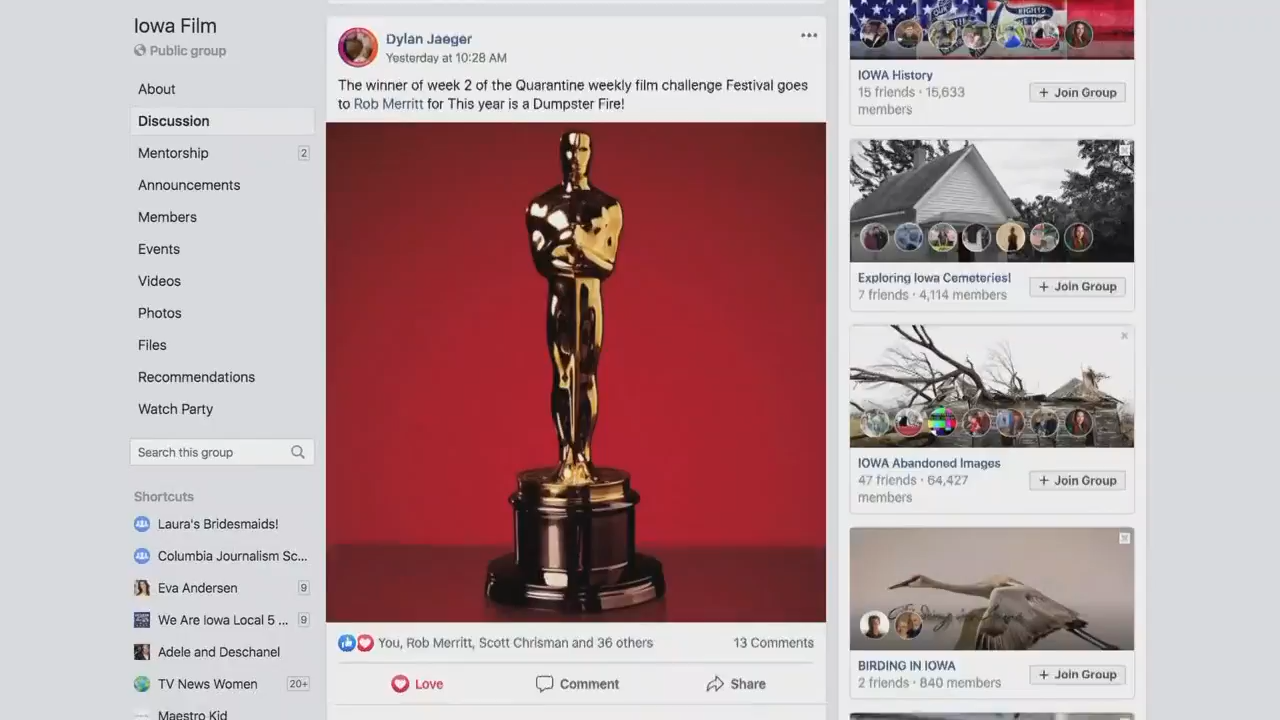 Iowa Film
Public group
About
Discussion
Mentorship 2
Announcements
Members
Events
Videos
Photos
Files
Recommendations
Watch Party
Search this group
Shortcuts
Laura's Bridesmaids!
Columbia Journalism Sc...
Eva Andersen 9
We Are Iowa Local 5 ... 9
Adele and Deschanel
TV News Women 20+
Maestro Kid
Dylan Jaeger
Yesterday at 10:28 AM
The winner of week 2 of the Quarantine weekly film challenge Festival goes
to Rob Merritt for This year is a Dumpster Fire!
You, Rob Merritt, Scott Chrisman and 36 others 13 Comments
Love Comment Share
OUR
RIGHTS
IOWA History
15 friends · 15,633
members
+ Join Group
Exploring Iowa Cemeteries!
7 friends · 4,114 members
+ Join Group
IOWA Abandoned Images
47 friends · 64,427
members
+ Join Group
BIRDING IN IOWA
2 friends · 840 members
+ Join Group